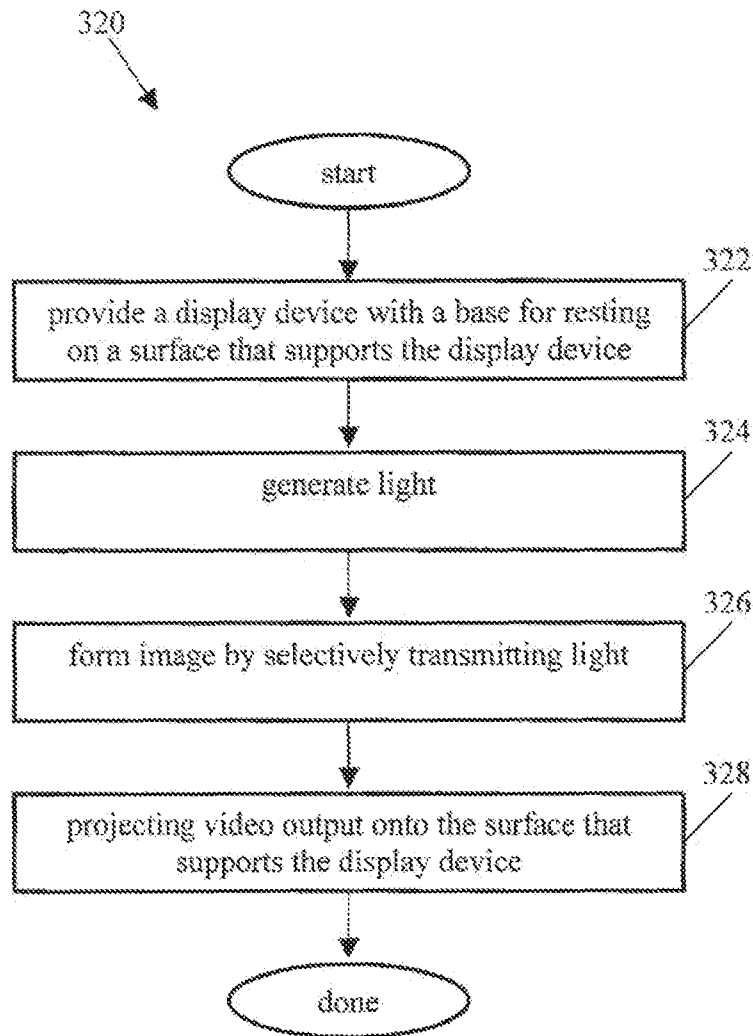 320
start
322
provide a display device with a base for resting
on a surface that supports the display device
324
generate light
326
form image by selectively transmitting light
328
projecting video output onto the surface that
supports the display device
done